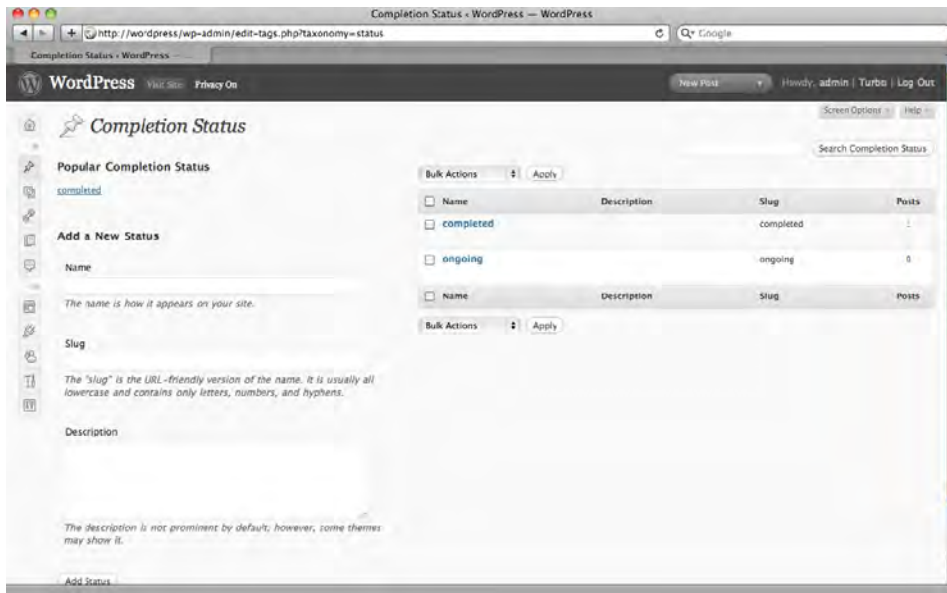 Completion Status ‹ WordPress — WordPress
http://wordpress/wp-admin/edit-tags.php?taxonomy=status
Google
Completion Status ‹ WordPress — ...
WordPress Visit Site Privacy On New Post Howdy, admin | Turbo | Log Out
Screen Options Help
Completion Status
Search Completion Status
Popular Completion Status
completed
Add a New Status
Name
The name is how it appears on your site.
Slug
The "slug" is the URL-friendly version of the name. It is usually all
lowercase and contains only letters, numbers, and hyphens.
Description
The description is not prominent by default; however, some themes
may show it.
Add Status
Bulk Actions Apply
Name Description Slug Posts
completed completed 1
ongoing ongoing 0
Name Description Slug Posts
Bulk Actions Apply